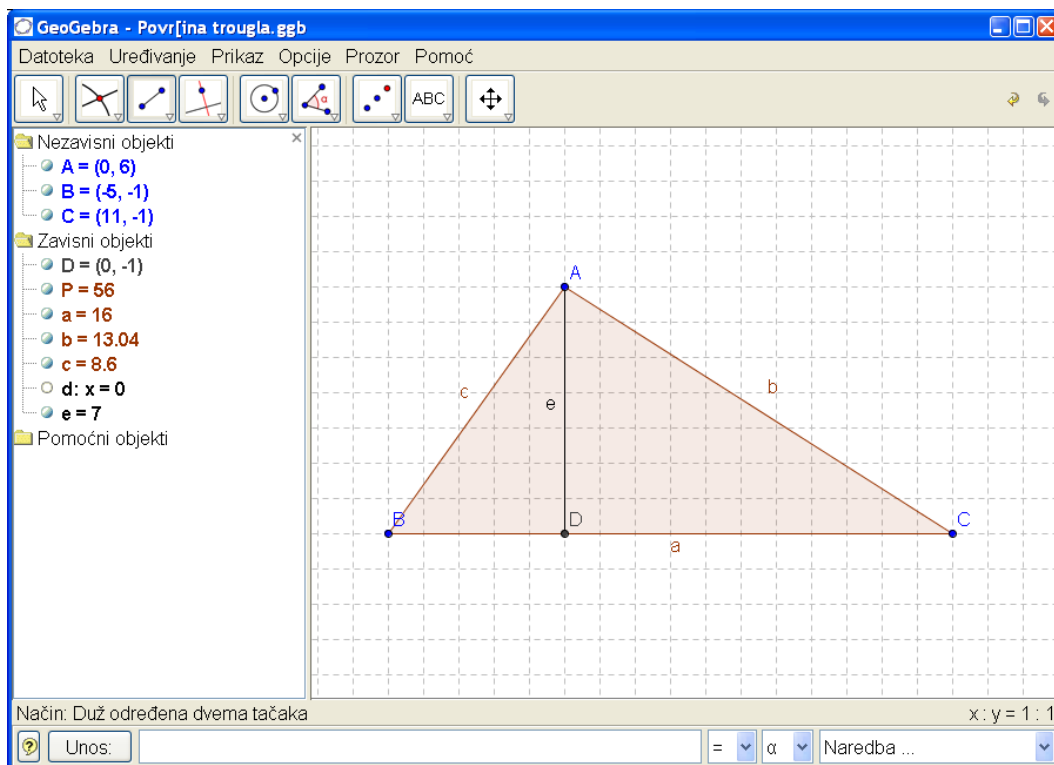 GeoGebra - Povr[ina trougla.ggb
Datoteka Uređivanje Prikaz Opcije Prozor Pomoć
ABC
Nezavisni objekti
A = (0, 6)
B = (-5, -1)
C = (11, -1)
Zavisni objekti
D = (0, -1)
P = 56
a = 16
b = 13.04
c = 8.6
d: x = 0
e = 7
Pomoćni objekti
A
c
e
b
B
D
C
a
Način: Duž određena dvema tačaka
x : y = 1 : 1
Unos:
=
α
Naredba ...